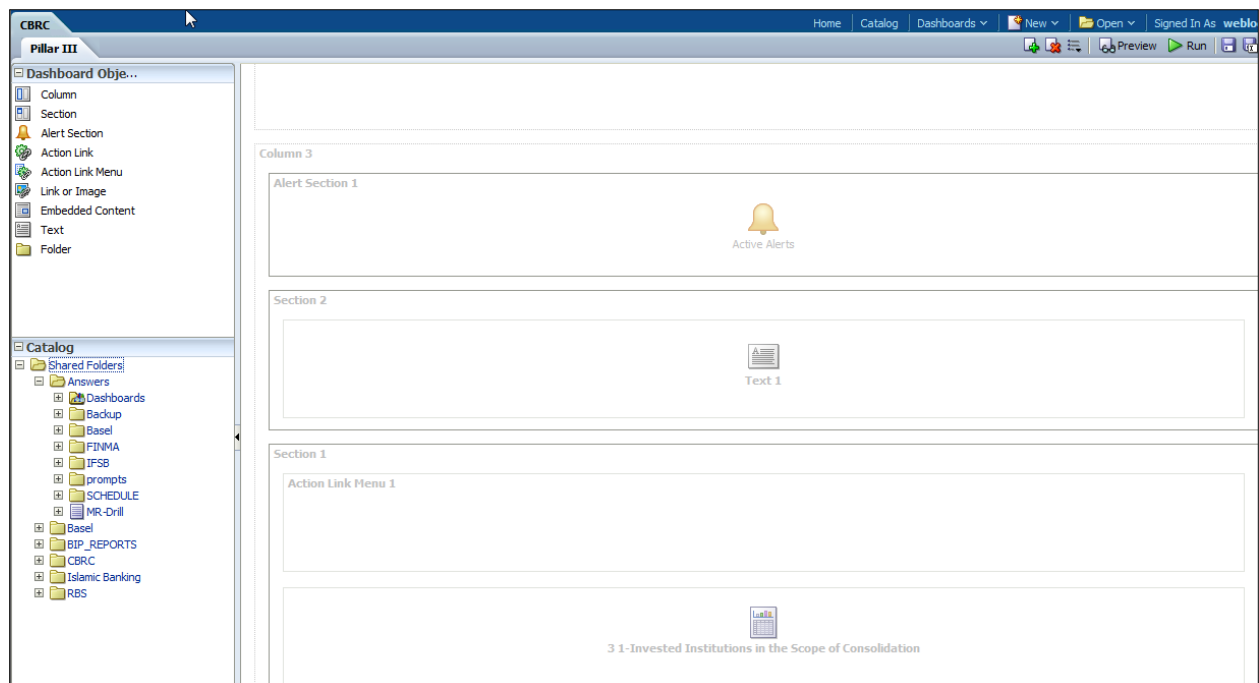 CBRC
Home Catalog Dashboards New Open Signed In As weblo
Pillar III
Preview Run
Dashboard Obje...
Column
Section
Alert Section
Action Link
Action Link Menu
Link or Image
Embedded Content
Text
Folder
Catalog
Shared Folders
Answers
Dashboards
Backup
Basel
FINMA
IFSB
prompts
SCHEDULE
MR-Drill
Basel
BIP_REPORTS
CBRC
Islamic Banking
RBS
Column 3
Alert Section 1
Active Alerts
Section 2
Text 1
Section 1
Action Link Menu 1
3 1-Invested Institutions in the Scope of Consolidation